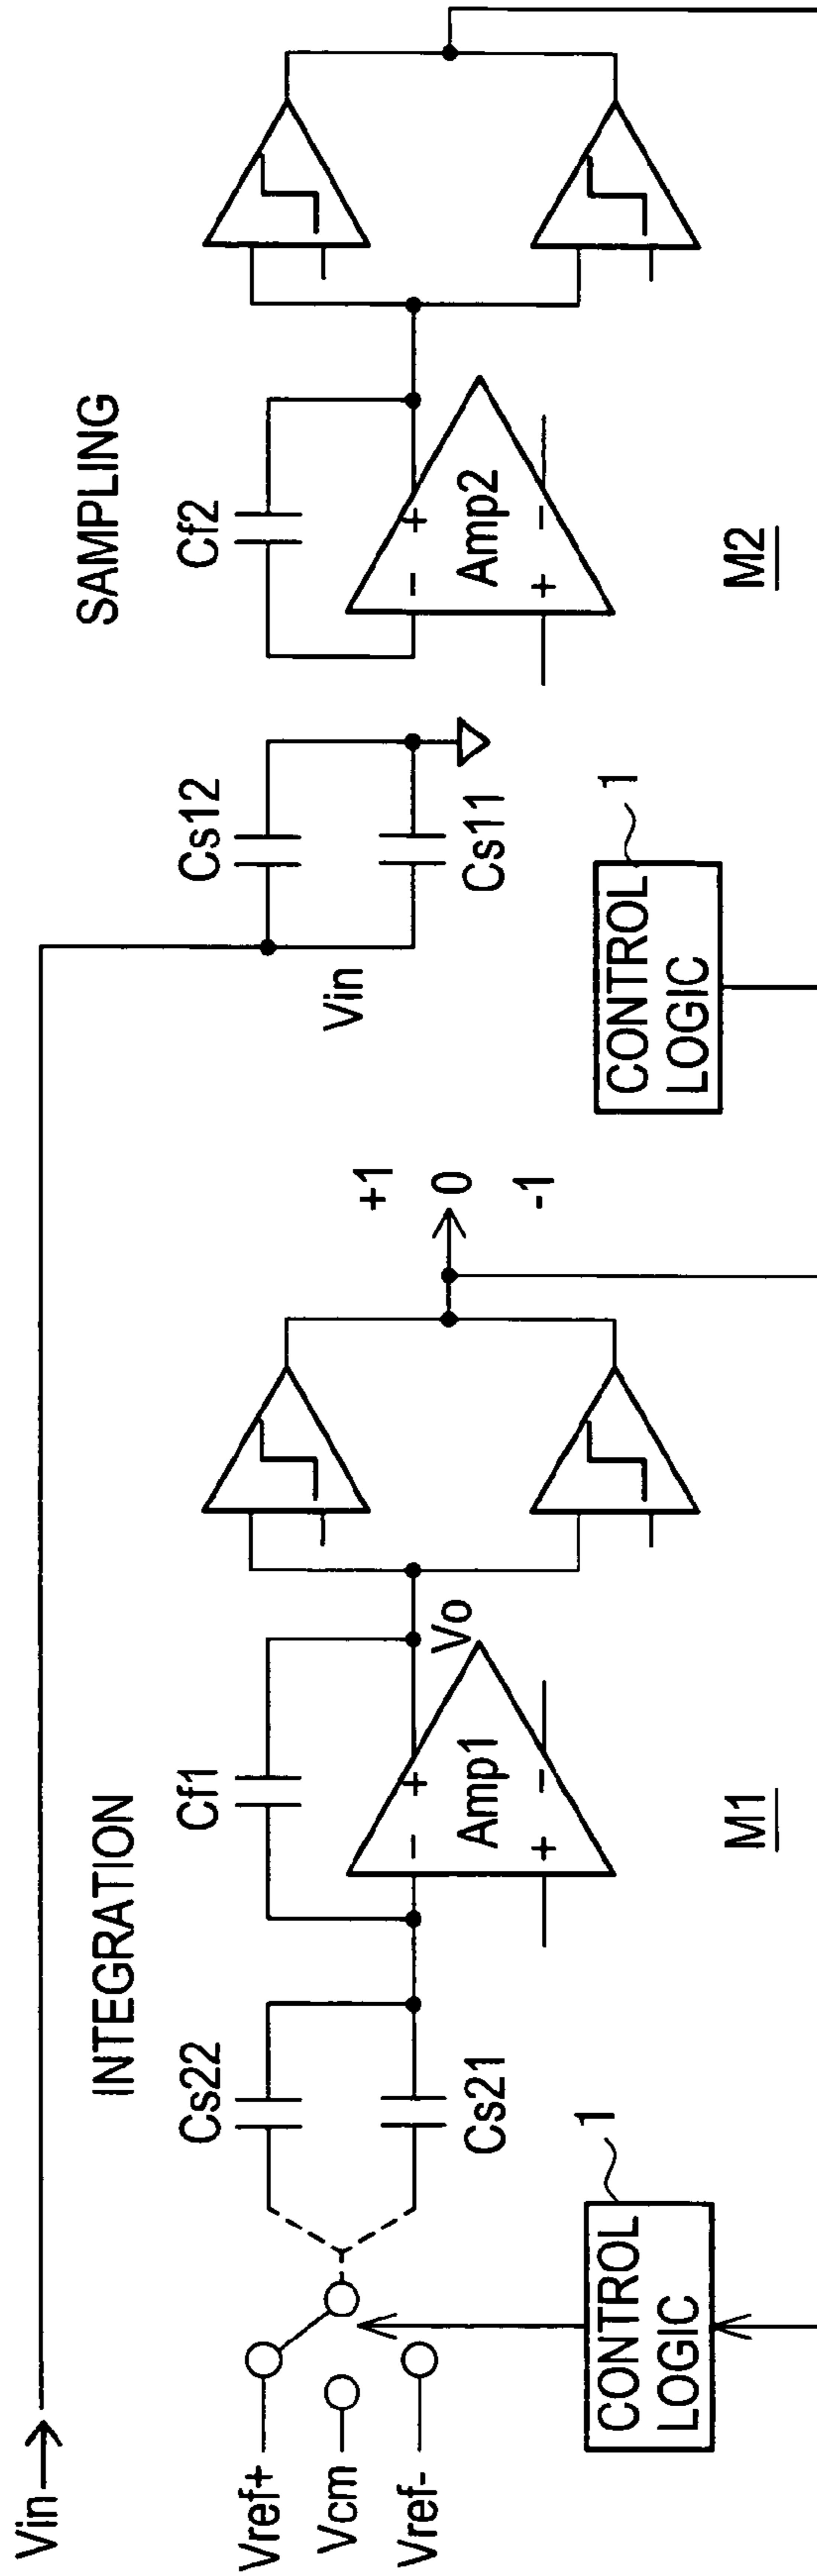 Vin
INTEGRATION
SAMPLING
Vref+
Vcm
Vref-
Cs22
Cs21
Cf1
- +
Amp1
+ -
Vo
+1
0
-1
M1
CONTROL
LOGIC
1
Vin
Cs12
Cs11
Cf2
- +
Amp2
+ -
M2
CONTROL
LOGIC
1